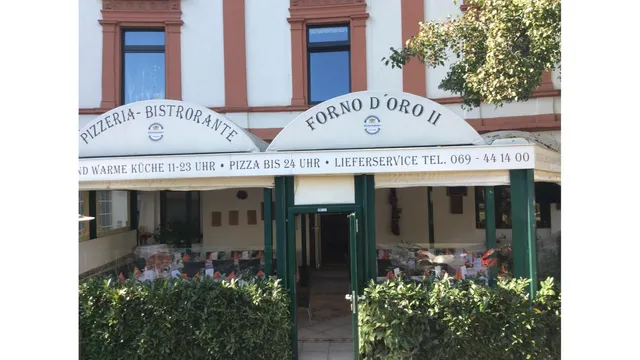 PIZZERIA-BISTRORANTE
FORNO D'ORO II
ND WARME KÜCHE 11-23 UHR • PIZZA BIS 24 UHR • LIEFERSERVICE TEL. 069 - 44 14 00